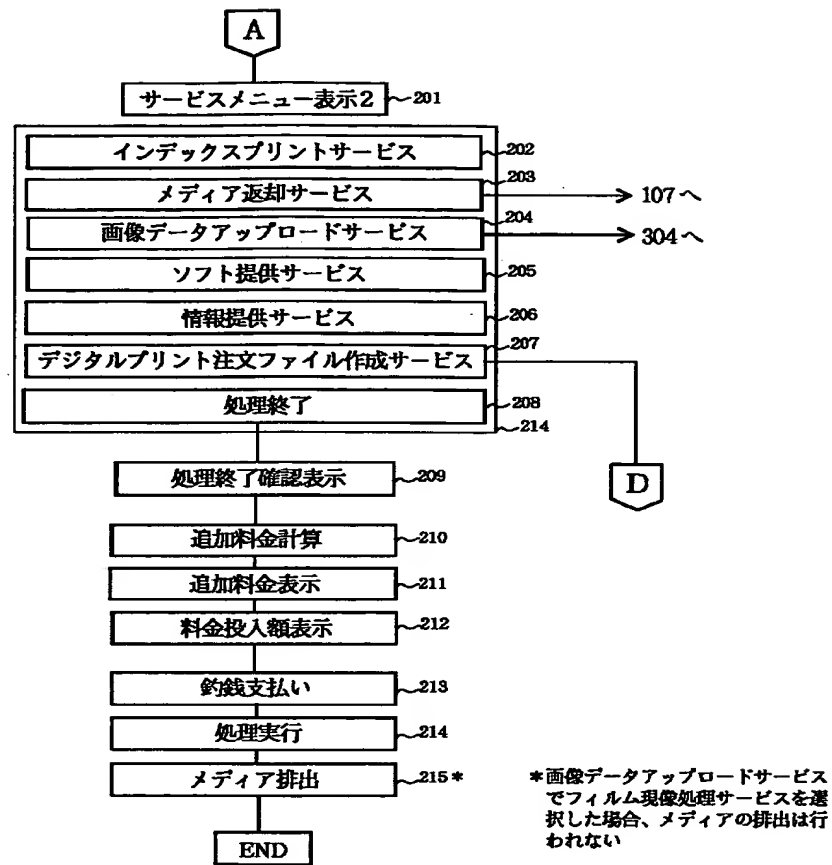 A
サービスメニュー表示2 201
インデックスプリントサービス 202
メディア返却サービス 203 107へ
画像データアップロードサービス 204 304へ
ソフト提供サービス 205
情報提供サービス 206
デジタルプリント注文ファイル作成サービス 207
処理終了 208
214
処理終了確認表示 209
D
追加料金計算 210
追加料金表示 211
料金投入額表示 212
釣銭支払い 213
処理実行 214
メディア排出 215*
END
*画像データアップロードサービス
でフィルム現像処理サービスを選
択した場合、メディアの排出は行
われない